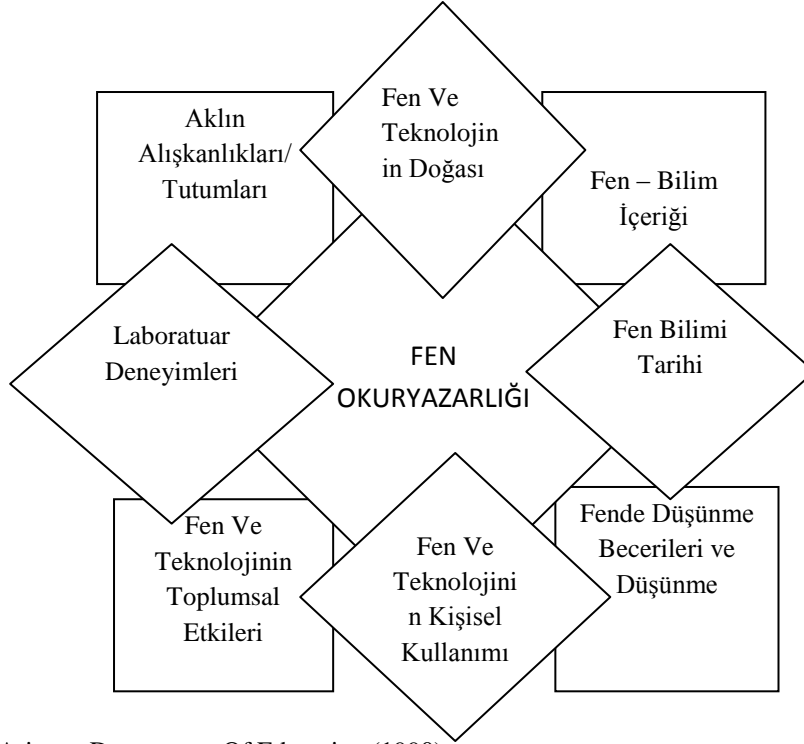 Fen Ve
Teknolojin
in Doğası
Aklın
Alışkanlıkları/
Tutumları
Fen – Bilim
İçeriği
Laboratuar
Deneyimleri
FEN
OKURYAZARLIĞI
Fen Bilimi
Tarihi
Fen Ve
Teknolojinin
Toplumsal
Etkileri
Fen Ve
Teknolojini
n Kişisel
Kullanımı
Fende Düşünme
Becerileri ve
Düşünme